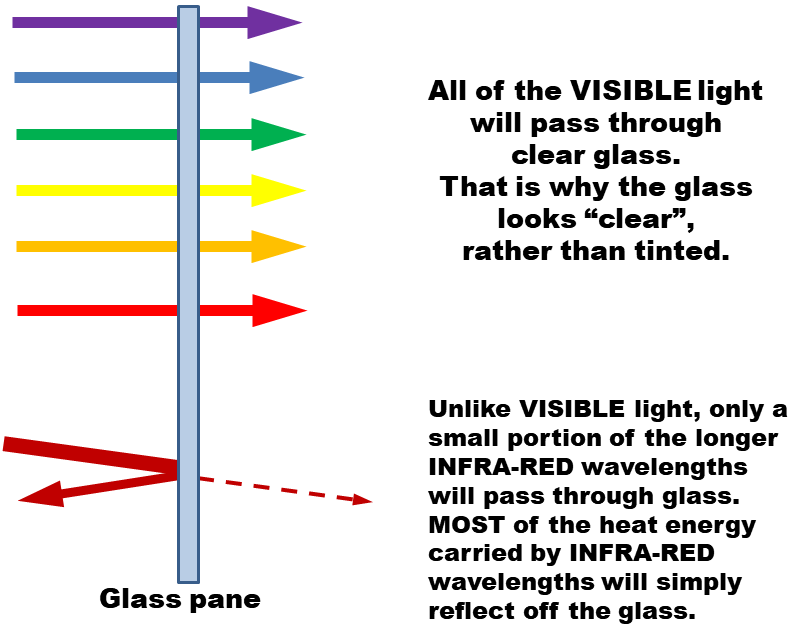 All of the VISIBLE light
will pass through
clear glass.
That is why the glass
looks “clear”,
rather than tinted.
Unlike VISIBLE light, only a
small portion of the longer
INFRA-RED wavelengths
will pass through glass.
MOST of the heat energy
carried by INFRA-RED
wavelengths will simply
reflect off the glass.
Glass pane